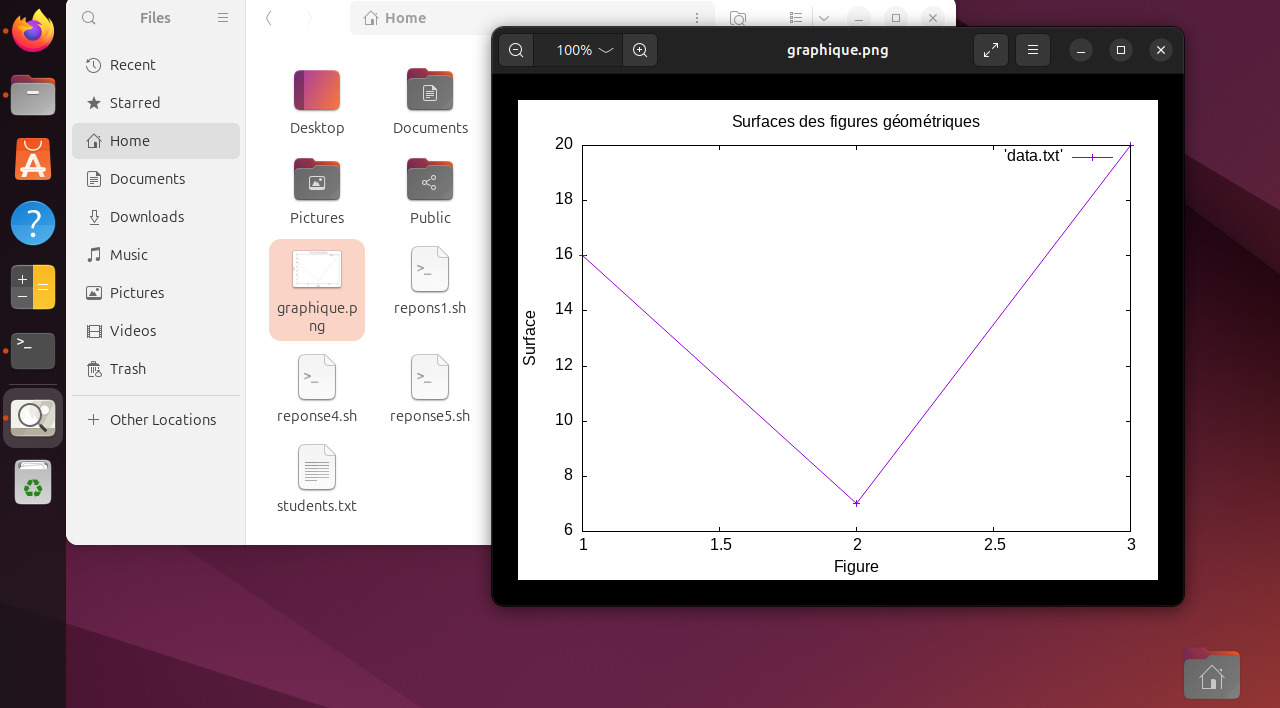 Files
Home
Recent
Starred
Home
Documents
Downloads
Music
Pictures
Videos
Trash
Other Locations
Desktop
Documents
Pictures
Public
graphique.p
ng
repons1.sh
reponse4.sh
reponse5.sh
students.txt
100%
graphique.png
Surfaces des figures géométriques
'data.txt'
20
18
16
14
12
10
8
6
Surface
1
1.5
2
2.5
3
Figure